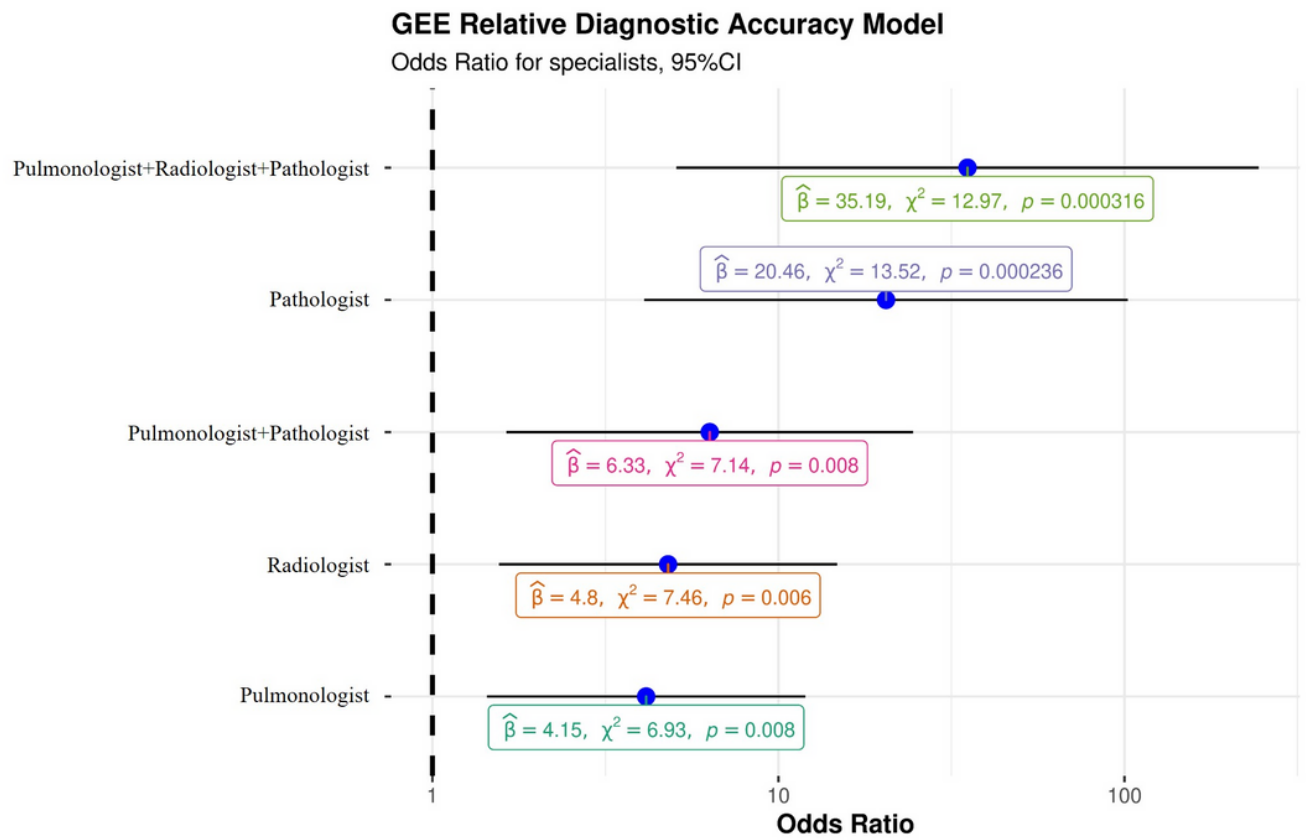 GEE Relative Diagnostic Accuracy Model
Odds Ratio for specialists, 95%CI
Pulmonologist+Radiologist+Pathologist
β̂ = 35.19, χ² = 12.97, p = 0.000316
β̂ = 20.46, χ² = 13.52, p = 0.000236
Pathologist
Pulmonologist+Pathologist
β̂ = 6.33, χ² = 7.14, p = 0.008
Radiologist
β̂ = 4.8, χ² = 7.46, p = 0.006
Pulmonologist
β̂ = 4.15, χ² = 6.93, p = 0.008
1 10 100
Odds Ratio